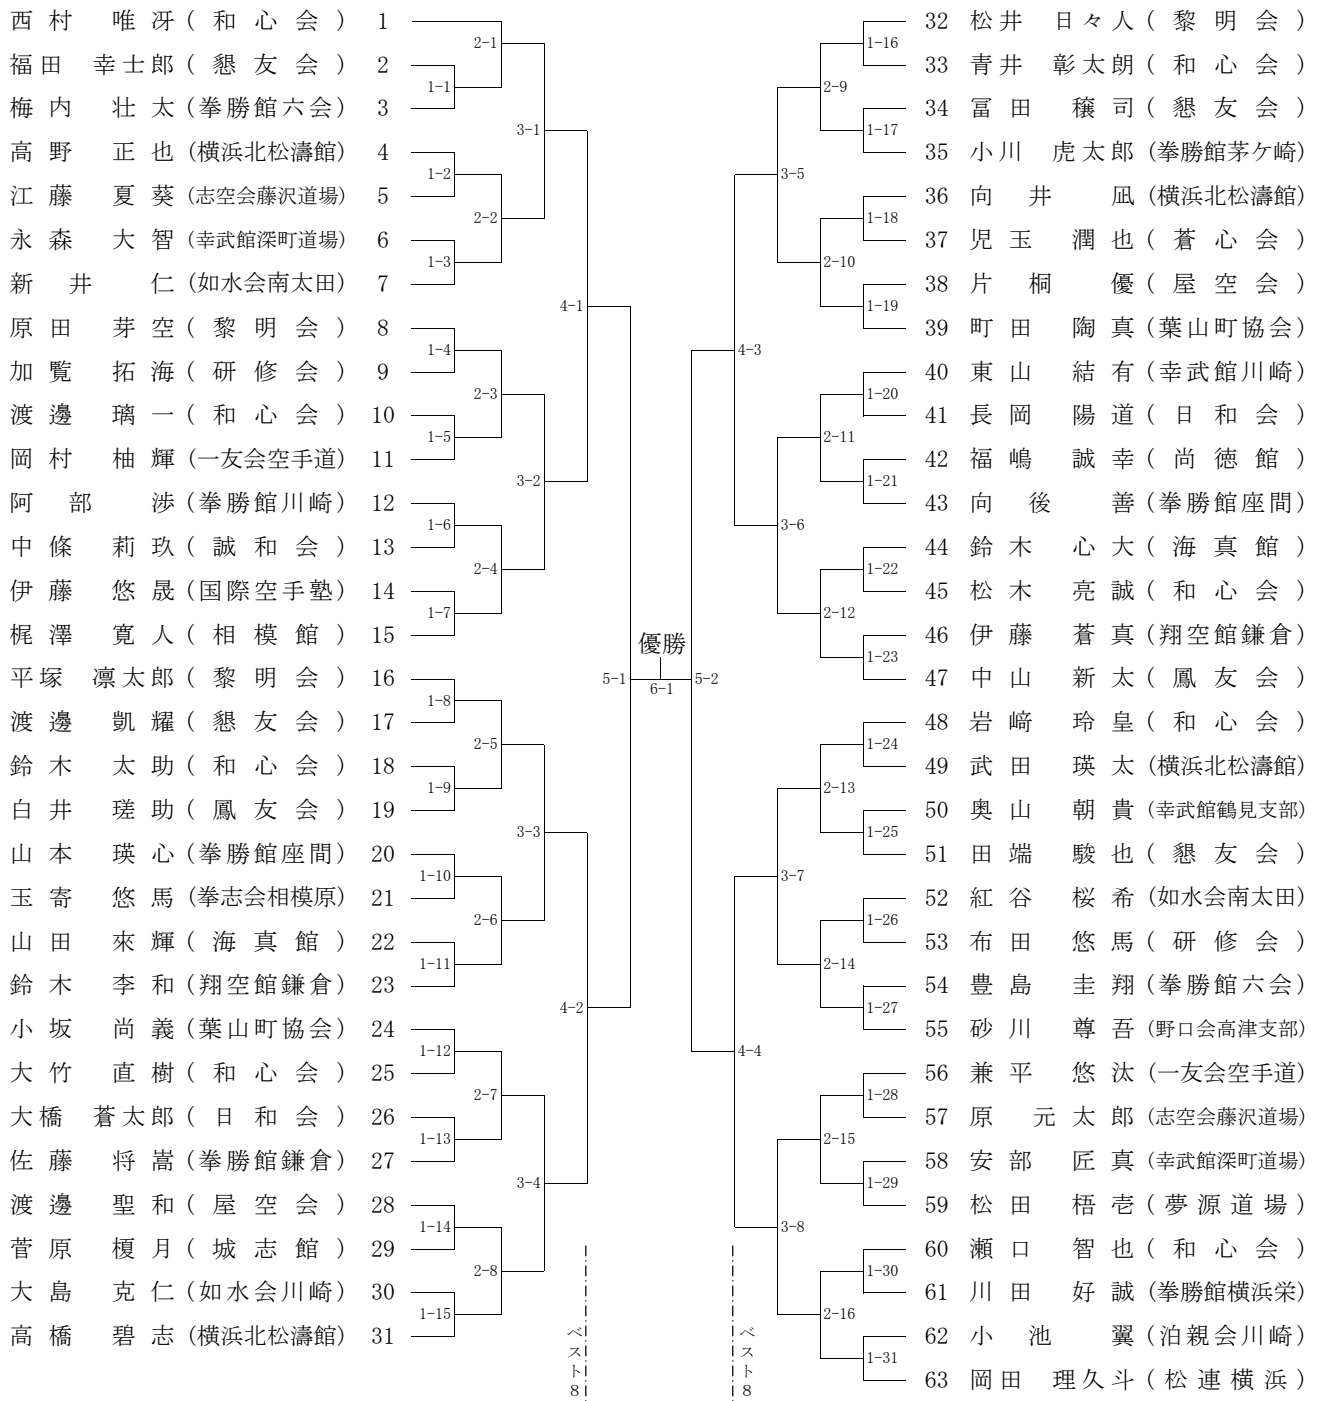 西村 唯冴 (和心会) 1
福田 幸士郎 (懇友会) 2
梅内 壮太 (拳勝館六会) 3
高野 正也 (横浜北松濤館) 4
江藤 夏葵 (志空会藤沢道場) 5
永森 大智 (幸武館深町道場) 6
新井 仁 (如水会南太田) 7
原田 芽空 (黎明会) 8
加覧 拓海 (研修会) 9
渡邊 璃一 (和心会) 10
岡村 柚輝 (一友会空手道) 11
阿部 渉 (拳勝館川崎) 12
中條 莉玖 (誠和会) 13
伊藤 悠晟 (国際空手塾) 14
梶澤 寛人 (相模館) 15
平塚 凛太郎 (黎明会) 16
渡邊 凱耀 (懇友会) 17
鈴木 太助 (和心会) 18
白井 瑳助 (鳳友会) 19
山本 瑛心 (拳勝館座間) 20
玉寄 悠馬 (拳志会相模原) 21
山田 來輝 (海真館) 22
鈴木 李和 (翔空館鎌倉) 23
小坂 尚義 (葉山町協会) 24
大竹 直樹 (和心会) 25
大橋 蒼太郎 (日和会) 26
佐藤 将嵩 (拳勝館鎌倉) 27
渡邊 聖和 (屋空会) 28
菅原 榎月 (城志館) 29
大島 克仁 (如水会川崎) 30
高橋 碧志 (横浜北松濤館) 31
1-1
1-2
1-3
1-4
1-5
1-6
1-7
1-8
1-9
1-10
1-11
1-12
1-13
1-14
1-15
2-1
2-2
2-3
2-4
2-5
2-6
2-7
2-8
3-1
3-2
3-3
3-4
4-1
4-2
5-1
優勝
6-1
5-2
4-3
4-4
3-5
3-6
3-7
3-8
2-9
2-10
2-11
2-12
2-13
2-14
2-15
2-16
1-16
1-17
1-18
1-19
1-20
1-21
1-22
1-23
1-24
1-25
1-26
1-27
1-28
1-29
1-30
1-31
32 松井 日々人 (黎明会)
33 青井 彰太朗 (和心会)
34 冨田 穣司 (懇友会)
35 小川 虎太郎 (拳勝館茅ケ崎)
36 向井 凪 (横浜北松濤館)
37 児玉 潤也 (蒼心会)
38 片桐 優 (屋空会)
39 町田 陶真 (葉山町協会)
40 東山 結有 (幸武館川崎)
41 長岡 陽道 (日和会)
42 福嶋 誠幸 (尚徳館)
43 向後 善 (拳勝館座間)
44 鈴木 心大 (海真館)
45 松木 亮誠 (和心会)
46 伊藤 蒼真 (翔空館鎌倉)
47 中山 新太 (鳳友会)
48 岩﨑 玲皇 (和心会)
49 武田 瑛太 (横浜北松濤館)
50 奥山 朝貴 (幸武館鶴見支部)
51 田端 駿也 (懇友会)
52 紅谷 桜希 (如水会南太田)
53 布田 悠馬 (研修会)
54 豊島 圭翔 (拳勝館六会)
55 砂川 尊吾 (野口会高津支部)
56 兼平 悠汰 (一友会空手道)
57 原 元太郎 (志空会藤沢道場)
58 安部 匠真 (幸武館深町道場)
59 松田 梧壱 (夢源道場)
60 瀬口 智也 (和心会)
61 川田 好誠 (拳勝館横浜栄)
62 小池 翼 (泊親会川崎)
63 岡田 理久斗 (松連横浜)
ベスト8
ベスト8